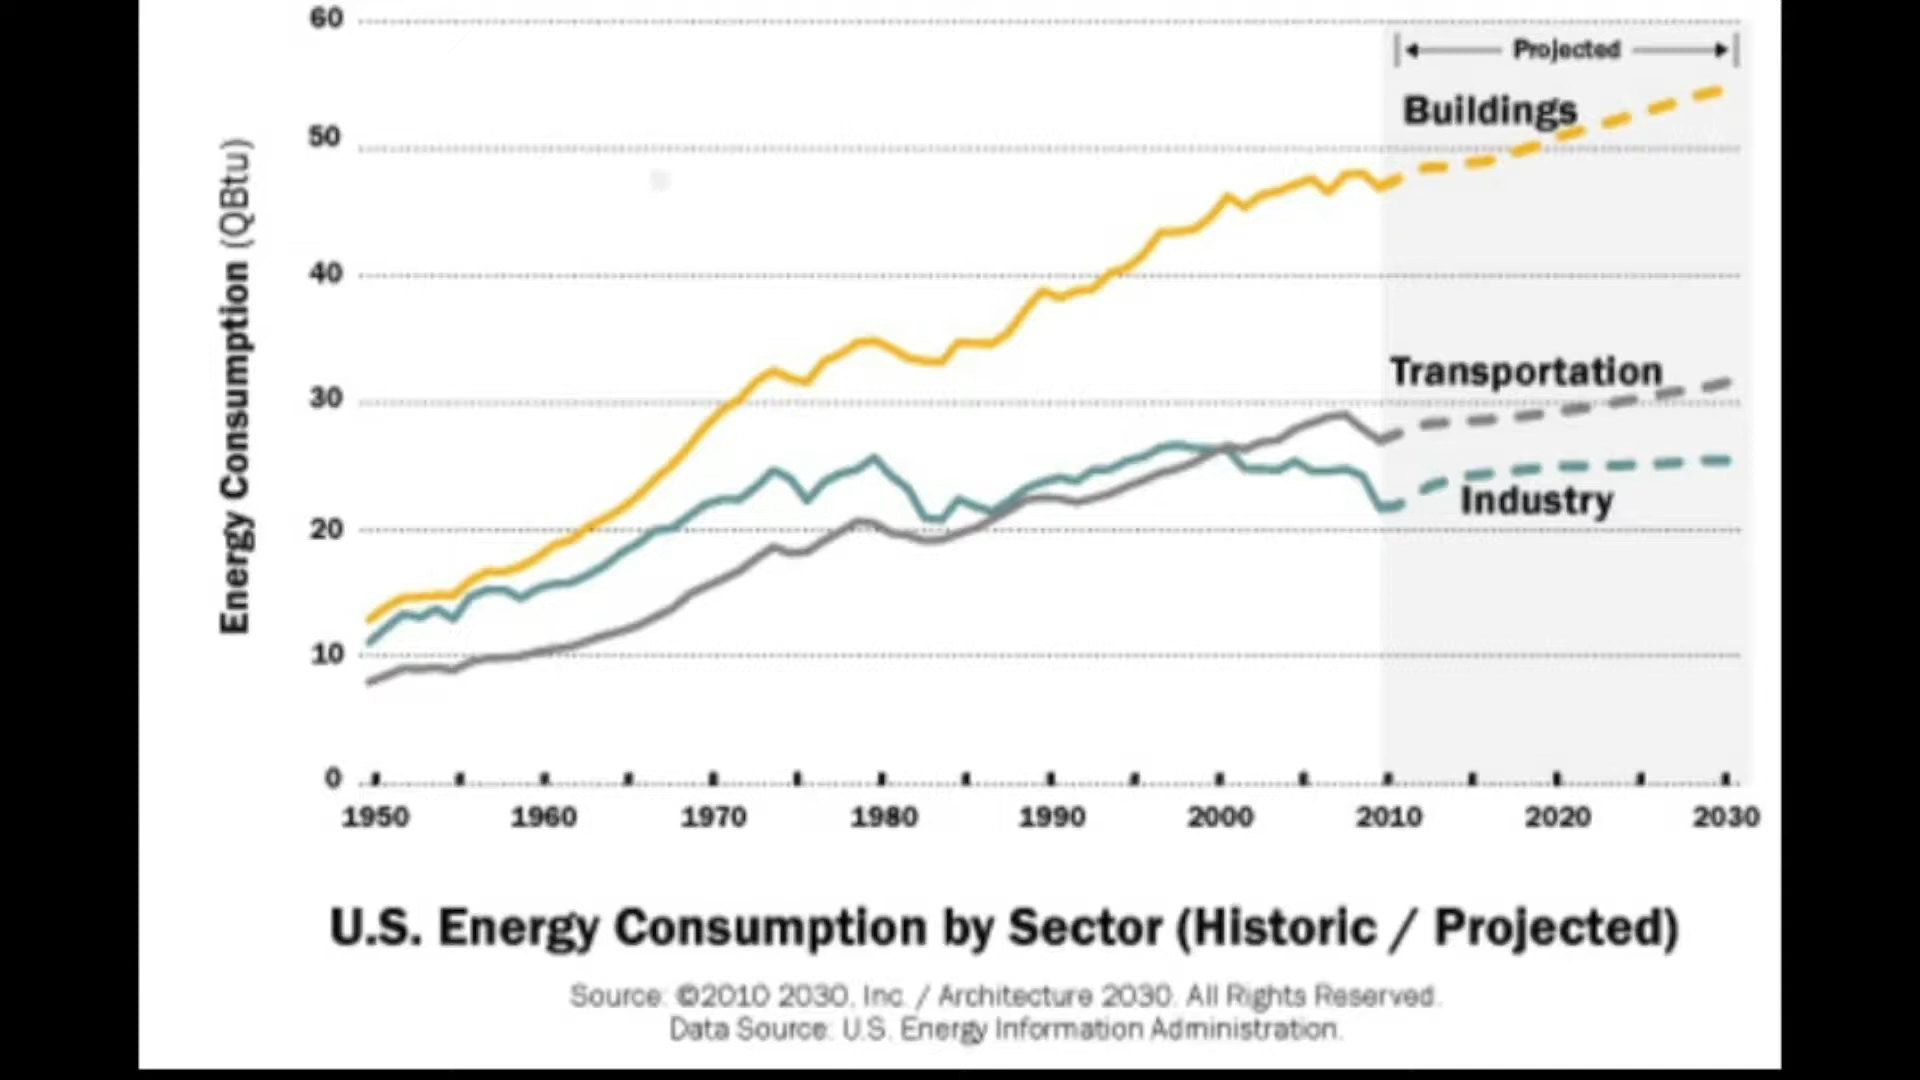 60
Projected
Buildings
50
Energy Consumption (QBtu)
40
Transportation
30
Industry
20
10
0
1950 1960 1970 1980 1990 2000 2010 2020 2030
U.S. Energy Consumption by Sector (Historic / Projected)
Source: ©2010 2030, Inc. / Architecture 2030. All Rights Reserved.
Data Source: U.S. Energy Information Administration.